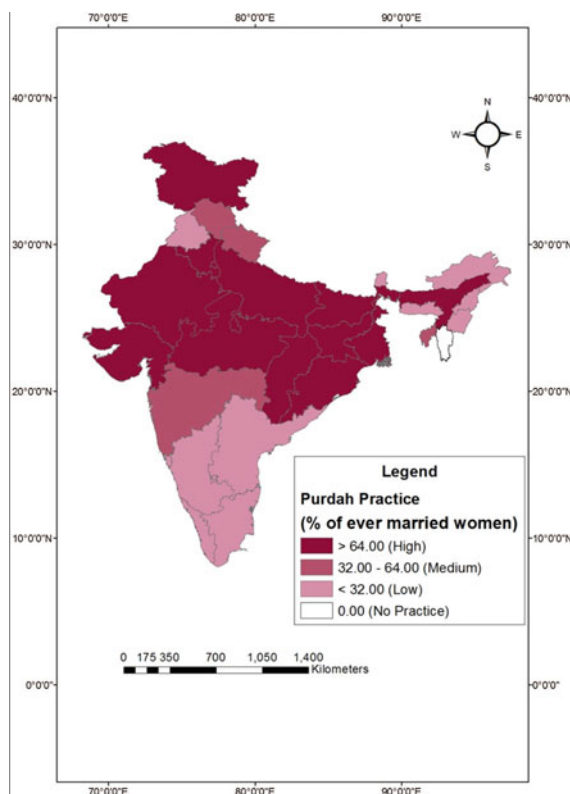 70°0'0"E 80°0'0"E 90°0'0"E
40°0'0"N 40°0'0"N
N
W E
S
30°0'0"N 30°0'0"N
20°0'0"N 20°0'0"N
Legend
Purdah Practice
(% of ever married women)
> 64.00 (High)
32.00 - 64.00 (Medium)
< 32.00 (Low)
0.00 (No Practice)
10°0'0"N 10°0'0"N
0 175 350 700 1,050 1,400
Kilometers
0°0'0" 0°0'0"
70°0'0"E 80°0'0"E 90°0'0"E